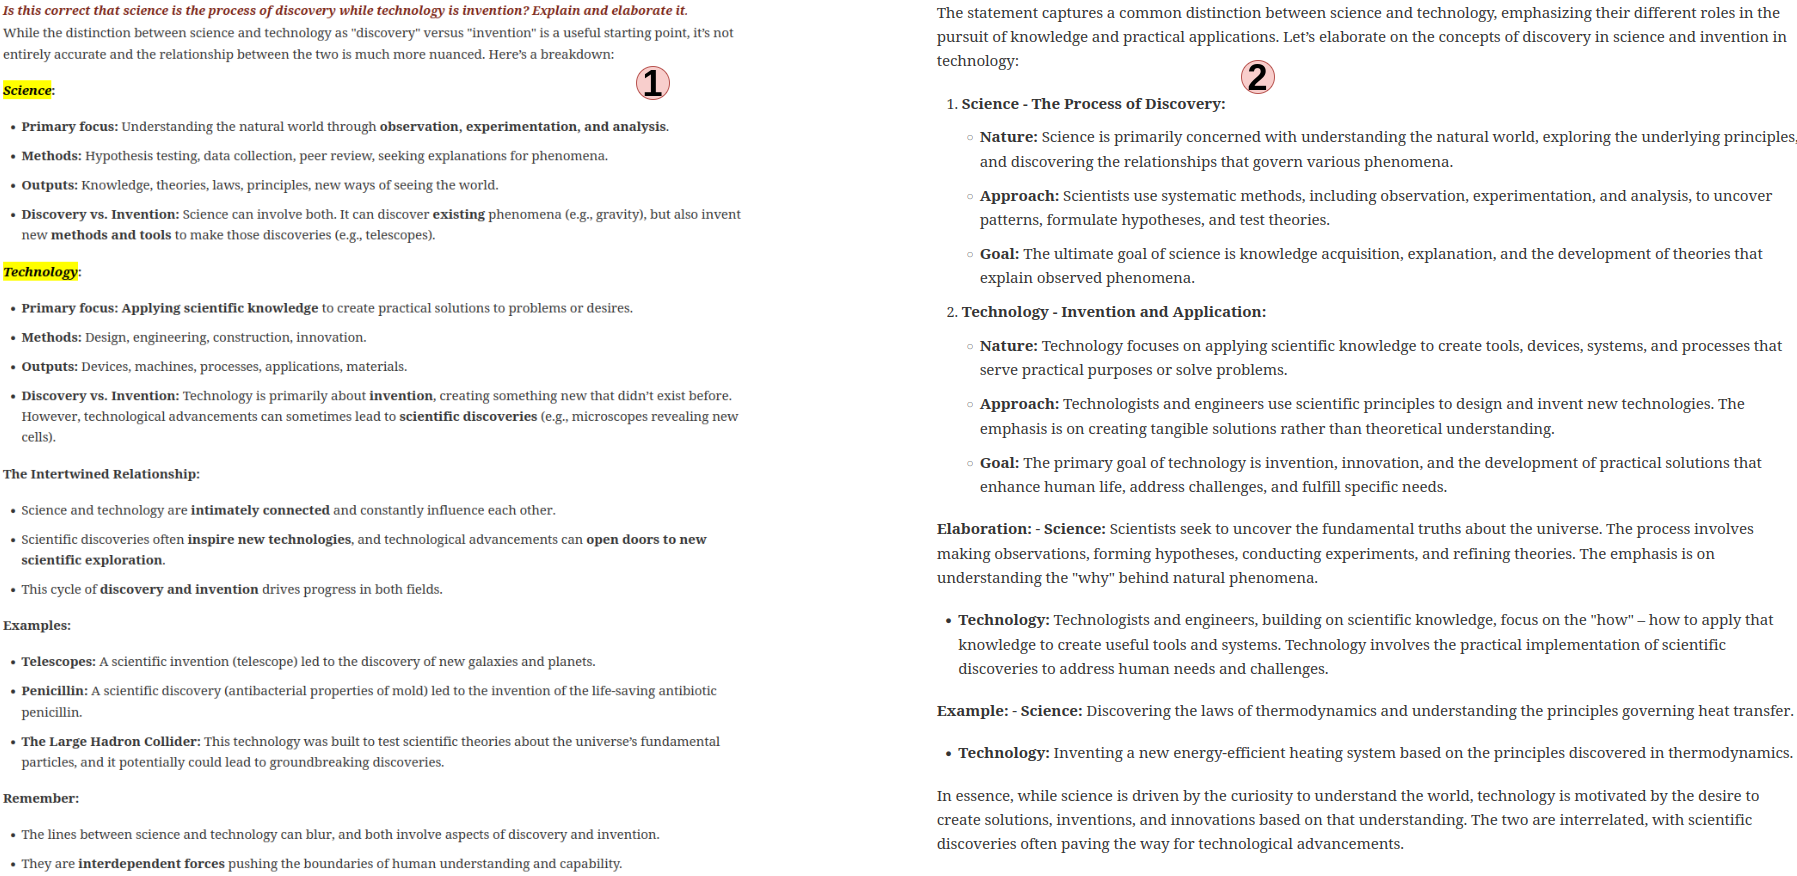 Is this correct that science is the process of discovery while technology is invention? Explain and elaborate it.
While the distinction between science and technology as "discovery" versus "invention" is a useful starting point, it's not
entirely accurate and the relationship between the two is much more nuanced. Here's a breakdown:
1
Science:
• Primary focus: Understanding the natural world through observation, experimentation, and analysis.
• Methods: Hypothesis testing, data collection, peer review, seeking explanations for phenomena.
• Outputs: Knowledge, theories, laws, principles, new ways of seeing the world.
• Discovery vs. Invention: Science can involve both. It can discover existing phenomena (e.g., gravity), but also invent
new methods and tools to make those discoveries (e.g., telescopes).
Technology:
• Primary focus: Applying scientific knowledge to create practical solutions to problems or desires.
• Methods: Design, engineering, construction, innovation.
• Outputs: Devices, machines, processes, applications, materials.
• Discovery vs. Invention: Technology is primarily about invention, creating something new that didn't exist before.
However, technological advancements can sometimes lead to scientific discoveries (e.g., microscopes revealing new
cells).
The Intertwined Relationship:
• Science and technology are intimately connected and constantly influence each other.
• Scientific discoveries often inspire new technologies, and technological advancements can open doors to new
scientific exploration.
• This cycle of discovery and invention drives progress in both fields.
Examples:
• Telescopes: A scientific invention (telescope) led to the discovery of new galaxies and planets.
• Penicillin: A scientific discovery (antibacterial properties of mold) led to the invention of the life-saving antibiotic
penicillin.
• The Large Hadron Collider: This technology was built to test scientific theories about the universe's fundamental
particles, and it potentially could lead to groundbreaking discoveries.
Remember:
• The lines between science and technology can blur, and both involve aspects of discovery and invention.
• They are interdependent forces pushing the boundaries of human understanding and capability.
The statement captures a common distinction between science and technology, emphasizing their different roles in the
pursuit of knowledge and practical applications. Let's elaborate on the concepts of discovery in science and invention in
technology:
2
1. Science - The Process of Discovery:
○ Nature: Science is primarily concerned with understanding the natural world, exploring the underlying principles,
and discovering the relationships that govern various phenomena.
○ Approach: Scientists use systematic methods, including observation, experimentation, and analysis, to uncover
patterns, formulate hypotheses, and test theories.
○ Goal: The ultimate goal of science is knowledge acquisition, explanation, and the development of theories that
explain observed phenomena.
2. Technology - Invention and Application:
○ Nature: Technology focuses on applying scientific knowledge to create tools, devices, systems, and processes that
serve practical purposes or solve problems.
○ Approach: Technologists and engineers use scientific principles to design and invent new technologies. The
emphasis is on creating tangible solutions rather than theoretical understanding.
○ Goal: The primary goal of technology is invention, innovation, and the development of practical solutions that
enhance human life, address challenges, and fulfill specific needs.
Elaboration: - Science: Scientists seek to uncover the fundamental truths about the universe. The process involves
making observations, forming hypotheses, conducting experiments, and refining theories. The emphasis is on
understanding the "why" behind natural phenomena.
• Technology: Technologists and engineers, building on scientific knowledge, focus on the "how" – how to apply that
knowledge to create useful tools and systems. Technology involves the practical implementation of scientific
discoveries to address human needs and challenges.
Example: - Science: Discovering the laws of thermodynamics and understanding the principles governing heat transfer.
• Technology: Inventing a new energy-efficient heating system based on the principles discovered in thermodynamics.
In essence, while science is driven by the curiosity to understand the world, technology is motivated by the desire to
create solutions, inventions, and innovations based on that understanding. The two are interrelated, with scientific
discoveries often paving the way for technological advancements.